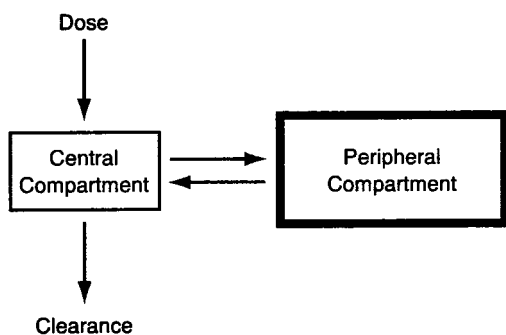 Dose
Central
Compartment
Peripheral
Compartment
Clearance